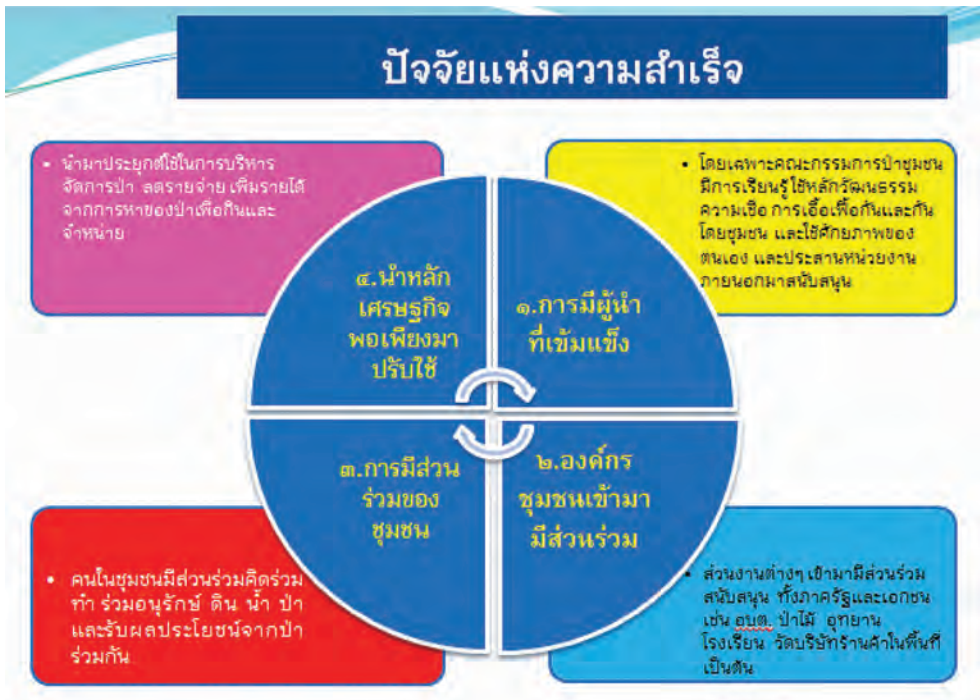 ปัจจัยแห่งความสำเร็จ
• นำมาประยุกต์ใช้ในการบริหาร
จัดการป่า ลดรายจ่าย เพิ่มรายได้
จากการหาของป่าเพื่อกินและ
จำหน่าย
• โดยเฉพาะคณะกรรมการป่าชุมชน
มีการเรียนรู้ใช้หลักวัฒนธรรม
ความเชื่อ การเอื้อเฟื้อกันและกัน
โดยชุมชน และใช้ศักยภาพของ
ตนเอง และประสานหน่วยงาน
ภายนอกมาสนับสนุน
๔.นำหลัก
เศรษฐกิจ
พอเพียงมา
ปรับใช้
๑.การมีผู้นำ
ที่เข้มแข็ง
๓.การมีส่วน
ร่วมของ
ชุมชน
๒.องค์กร
ชุมชนเข้ามา
มีส่วนร่วม
• คนในชุมชนมีส่วนร่วมคิดร่วม
ทำ ร่วมอนุรักษ์ ดิน น้ำ ป่า
และรับผลประโยชน์จากป่า
ร่วมกัน
• ส่วนงานต่างๆ เข้ามามีส่วนร่วม
สนับสนุน ทั้งภาครัฐและเอกชน
เช่น อบต. ป่าไม้ อุทยาน
โรงเรียน วัดบริษัทร้านค้าในพื้นที่
เป็นต้น